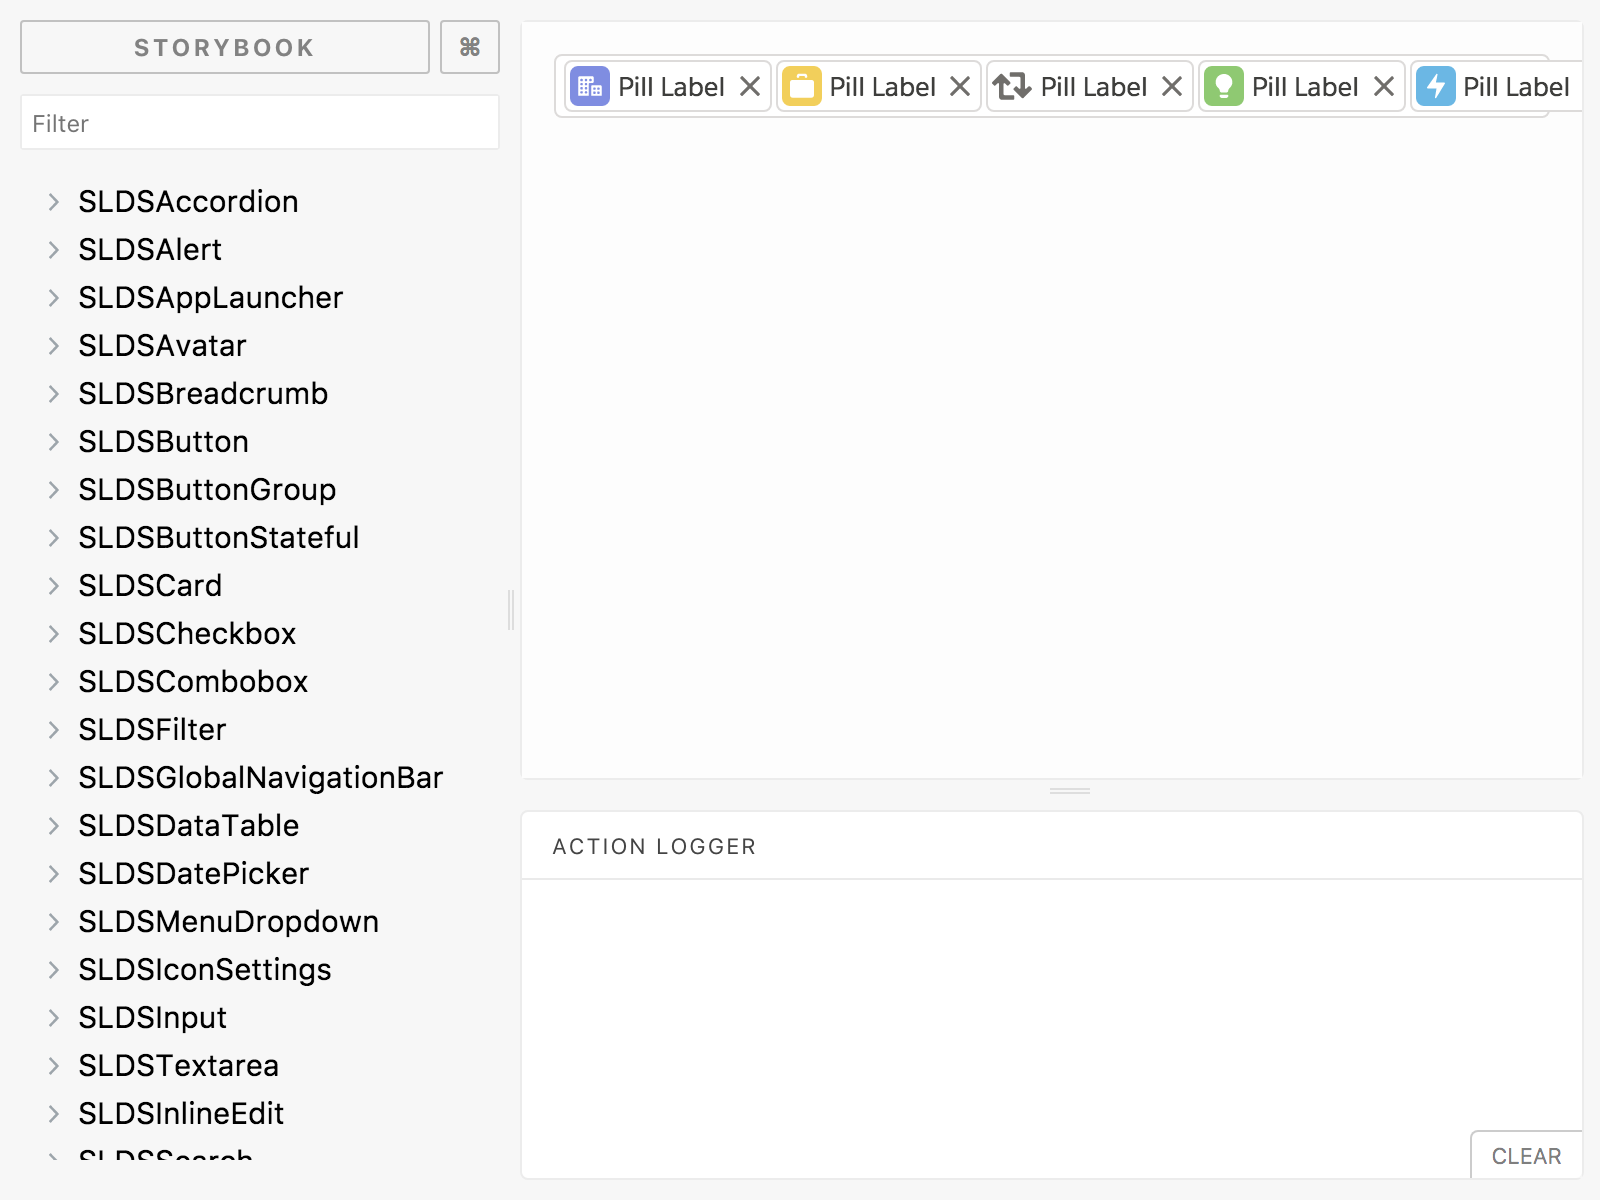 STORYBOOK ⌘
Filter
SLDSAccordion
SLDSAlert
SLDSAppLauncher
SLDSAvatar
SLDSBreadcrumb
SLDSButton
SLDSButtonGroup
SLDSButtonStateful
SLDSCard
SLDSCheckbox
SLDSCombobox
SLDSFilter
SLDSGlobalNavigationBar
SLDSDataTable
SLDSDatePicker
SLDSMenuDropdown
SLDSIconSettings
SLDSInput
SLDSTextarea
SLDSInlineEdit
SLDSSearch
Pill Label Pill Label Pill Label Pill Label Pill Label
ACTION LOGGER
CLEAR